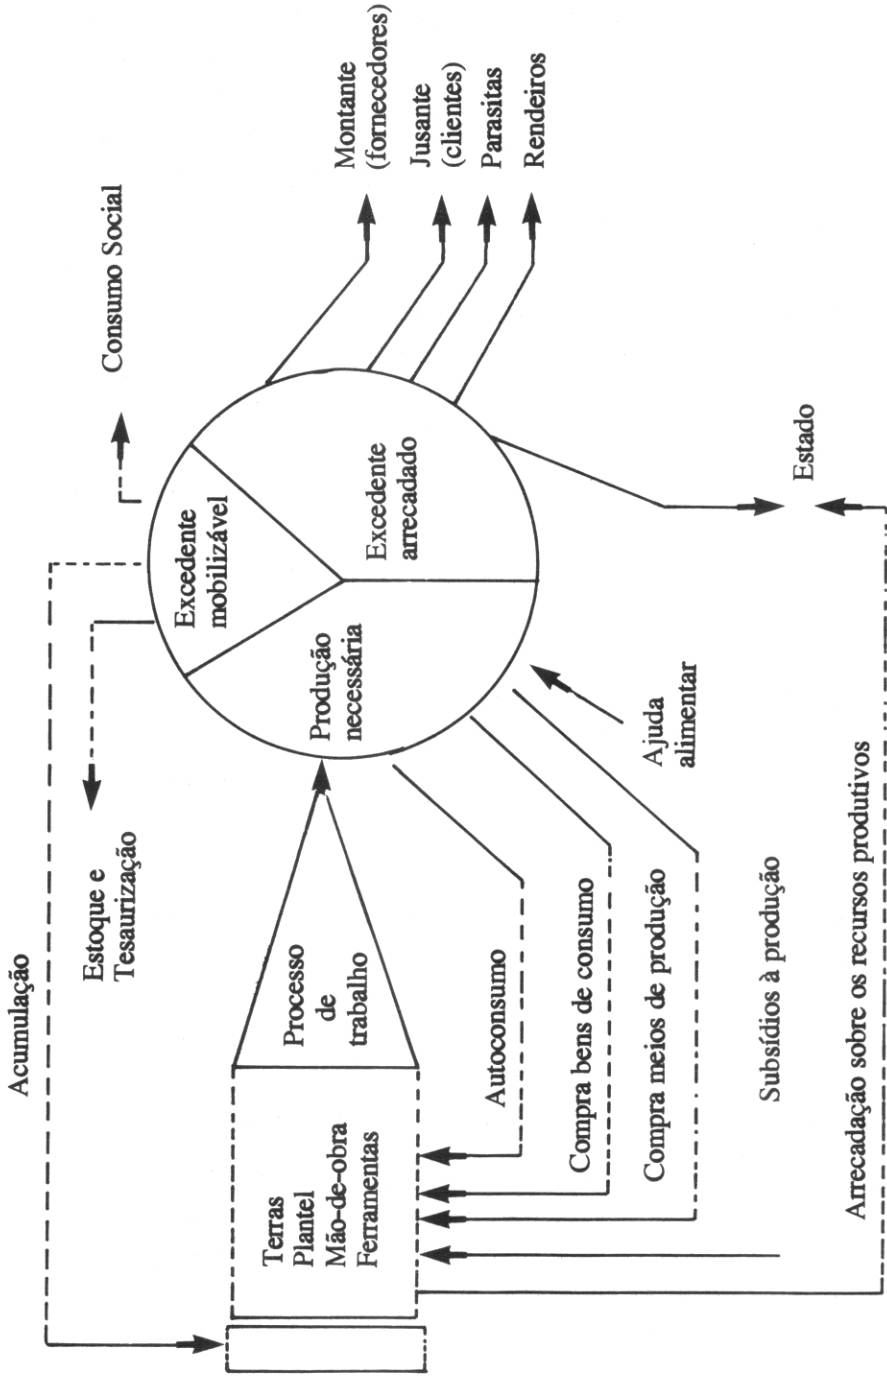 Acumulação
Estoque e
Tesaurização
Consumo Social
Terras
Plantel
Mão-de-obra
Ferramentas
Processo
de
trabalho
Produção
necessária
Excedente
mobilizável
Excedente
arrecadado
Montante
(fornecedores)
Jusante
(clientes)
Parasitas
Rendeiros
Autoconsumo
Compra bens de consumo
Compra meios de produção
Ajuda
alimentar
Subsídios à produção
Estado
Arrecadação sobre os recursos produtivos